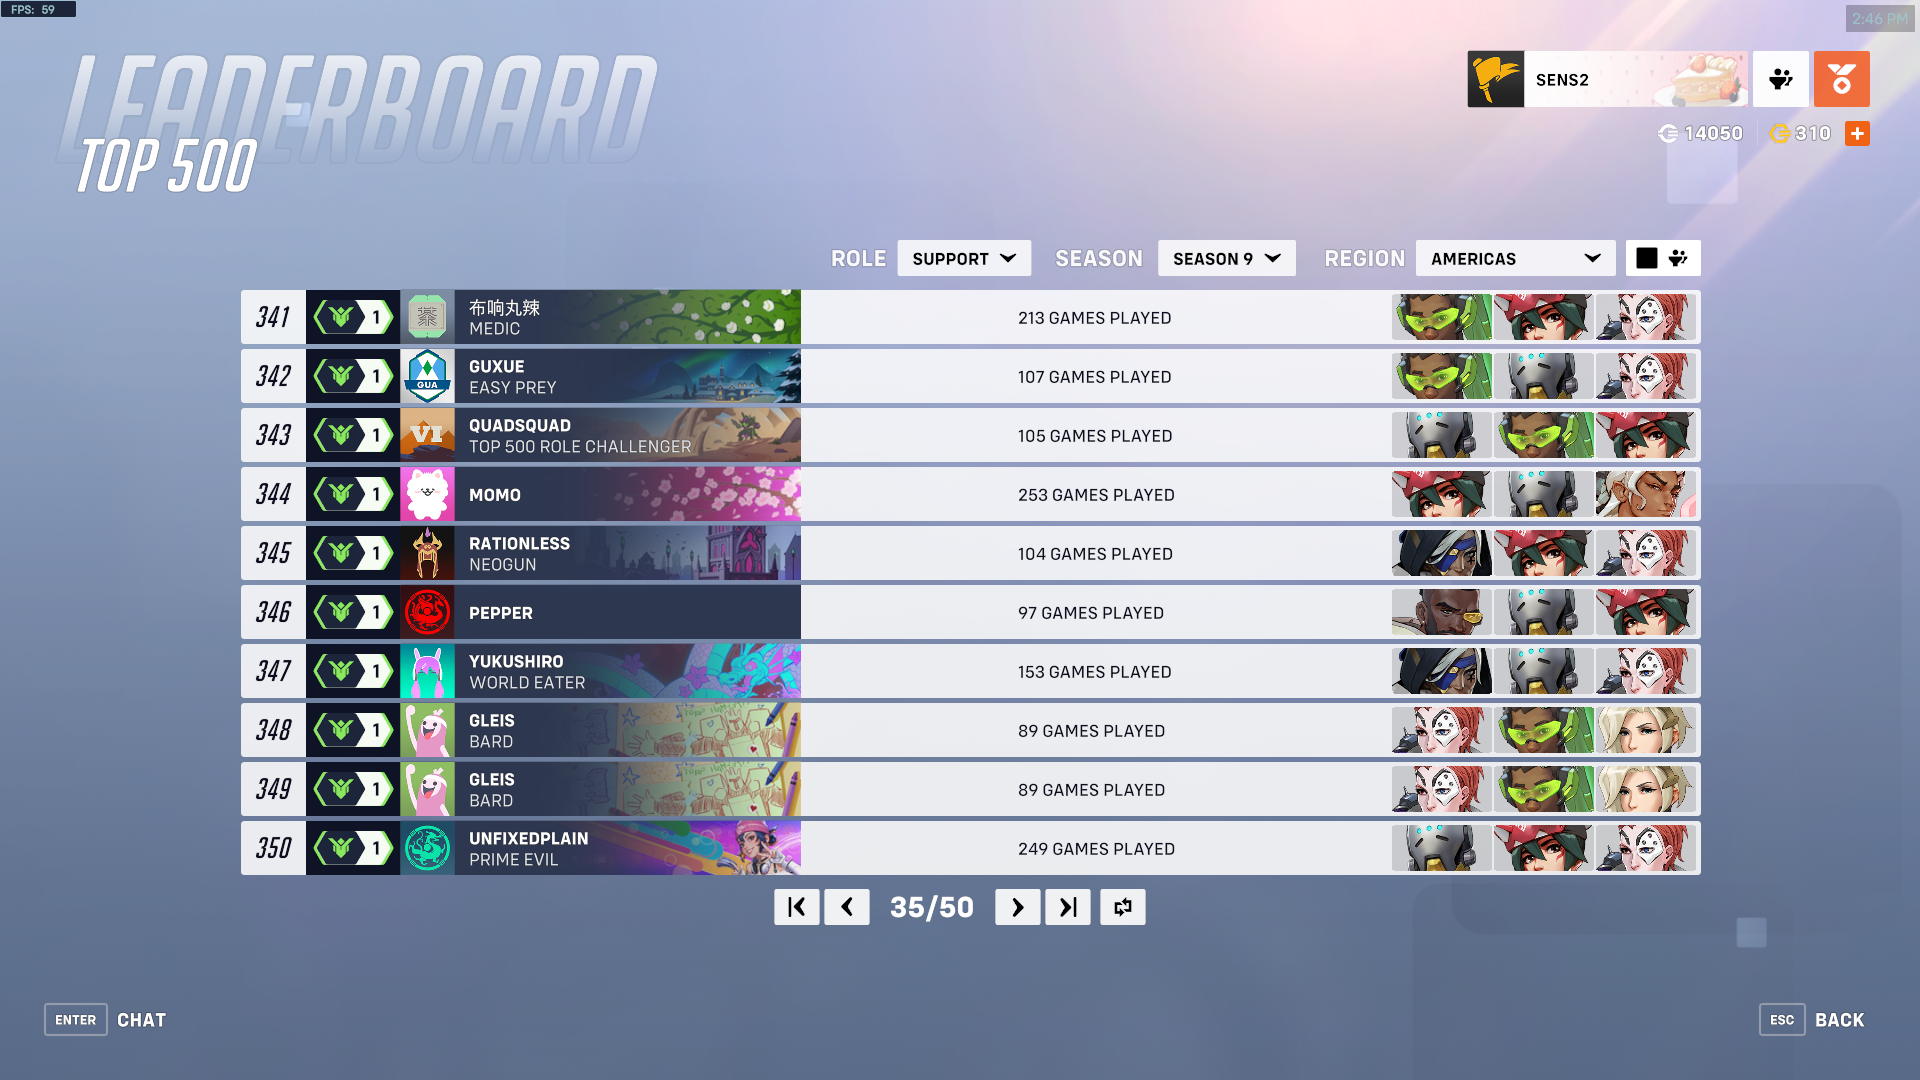 FPS: 59
2:46 PM
LEADERBOARD
TOP 500
SENS2
14050 310 +
ROLE SUPPORT SEASON SEASON 9 REGION AMERICAS
341 1 布响丸辣 213 GAMES PLAYED
MEDIC
342 1 GUA GUXUE 107 GAMES PLAYED
EASY PREY
343 1 VI QUADSQUAD 105 GAMES PLAYED
TOP 500 ROLE CHALLENGER
344 1 MOMO 253 GAMES PLAYED
345 1 RATIONLESS 104 GAMES PLAYED
NEOGUN
346 1 PEPPER 97 GAMES PLAYED
347 1 YUKUSHIRO 153 GAMES PLAYED
WORLD EATER
348 1 GLEIS 89 GAMES PLAYED
BARD
349 1 GLEIS 89 GAMES PLAYED
BARD
350 1 UNFIXEDPLAIN 249 GAMES PLAYED
PRIME EVIL
35/50
ENTER CHAT
ESC BACK